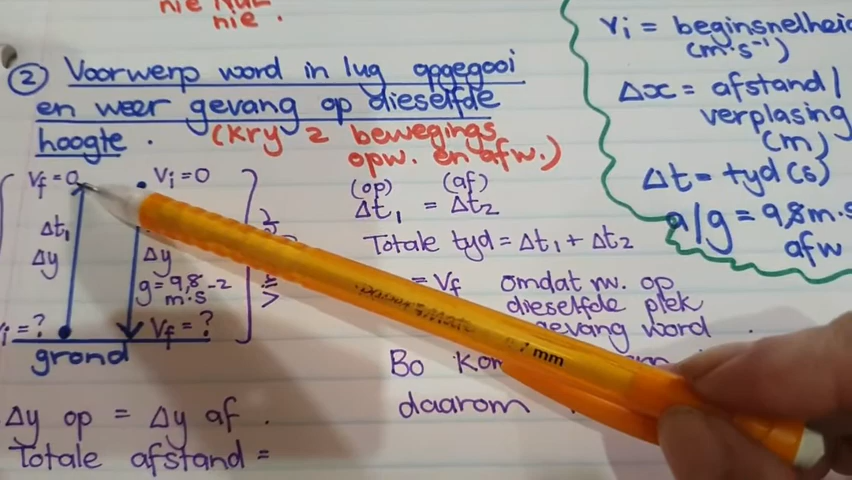 nie.
② Voorwerp word in lug opgegooi
en weer gevang op dieselfde
hoogte.
(Kry 2 bewegings
opw. en afw.)
vf = 0
vi = 0
Δt1
Δy
Δy
g = 9,8
m·s-2
i = ?
vf = ?
grond
(op) (af)
Δt1 = Δt2
Totale tyd = Δt1 + Δt2
= vf omdat vw. op
dieselfde plek
gevang word.
Bo
daarom
Δy op = Δy af.
Totale afstand =
vi = beginsnelheid
(m·s-1)
Δx = afstand/
verplasing
(m)
Δt = tyd (s)
a/g = 9,8 m·s
afw
mm